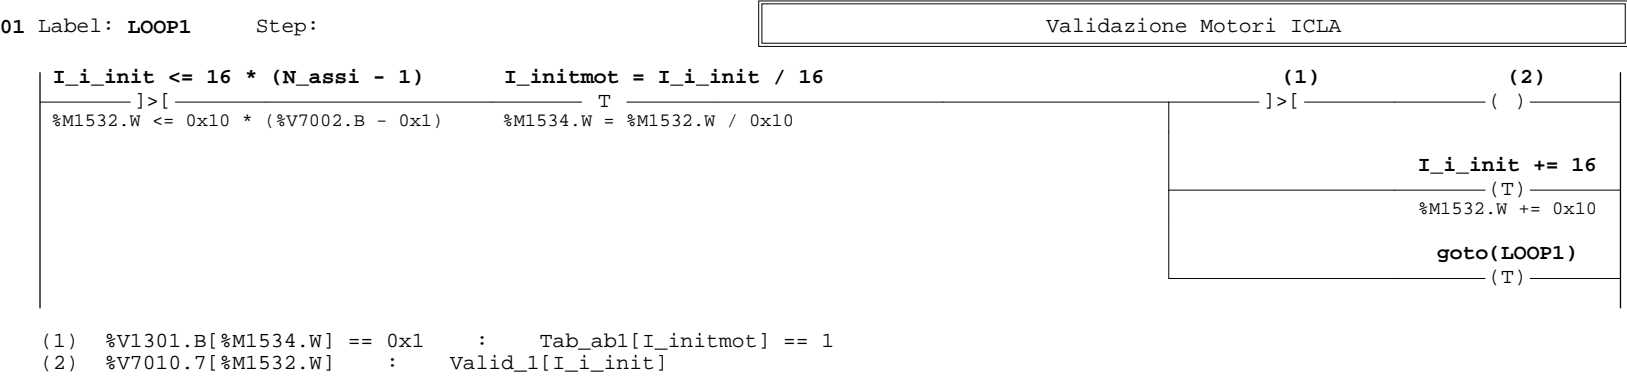 01 Label: LOOP1 Step: Validazione Motori ICLA
I_i_init <= 16 * (N_assi - 1) I_initmot = I_i_init / 16 (1) (2)
]>[ T ]>[ ( )
%M1532.W <= 0x10 * (%V7002.B - 0x1) %M1534.W = %M1532.W / 0x10
I_i_init += 16
(T)
%M1532.W += 0x10
goto(LOOP1)
(T)
(1) %V1301.B[%M1534.W] == 0x1 : Tab_ab1[I_initmot] == 1
(2) %V7010.7[%M1532.W] : Valid_1[I_i_init]